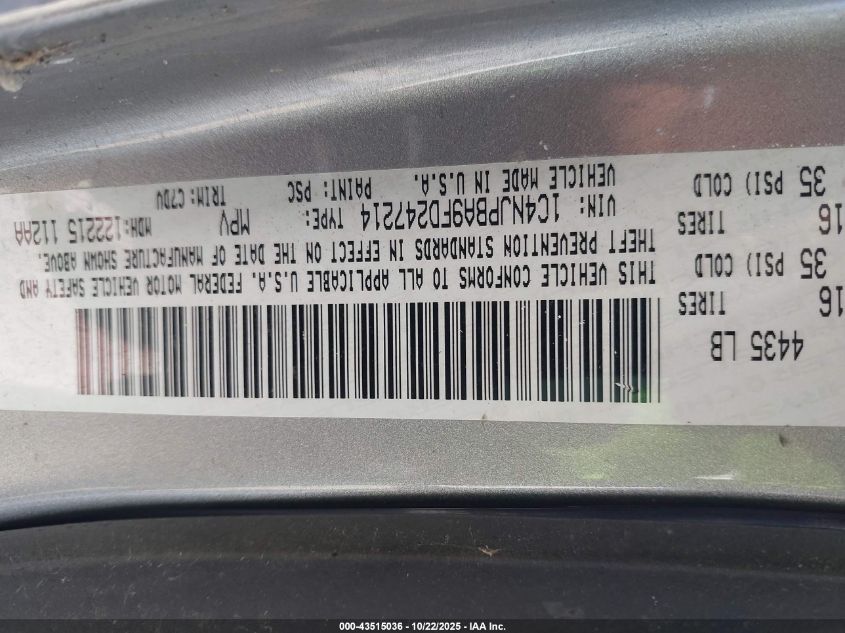 4435 LB
TIRES 16
35 PSI) COLD
TIRES 16
35 PSI) COLD
THIS VEHICLE CONFORMS TO ALL APPLICABLE U.S.A. FEDERAL MOTOR VEHICLE SAFETY AND
THEFT PREVENTION STANDARDS IN EFFECT ON THE DATE OF MANUFACTURE SHOWN ABOVE.
VIN: 1C4NJPBA9FD247214 TYPE: MPV MDH:122215 112AA
VEHICLE MADE IN U.S.A. PAINT: PSC TRIM: C7DV
000-43515036 - 10/22/2025 - IAA Inc.